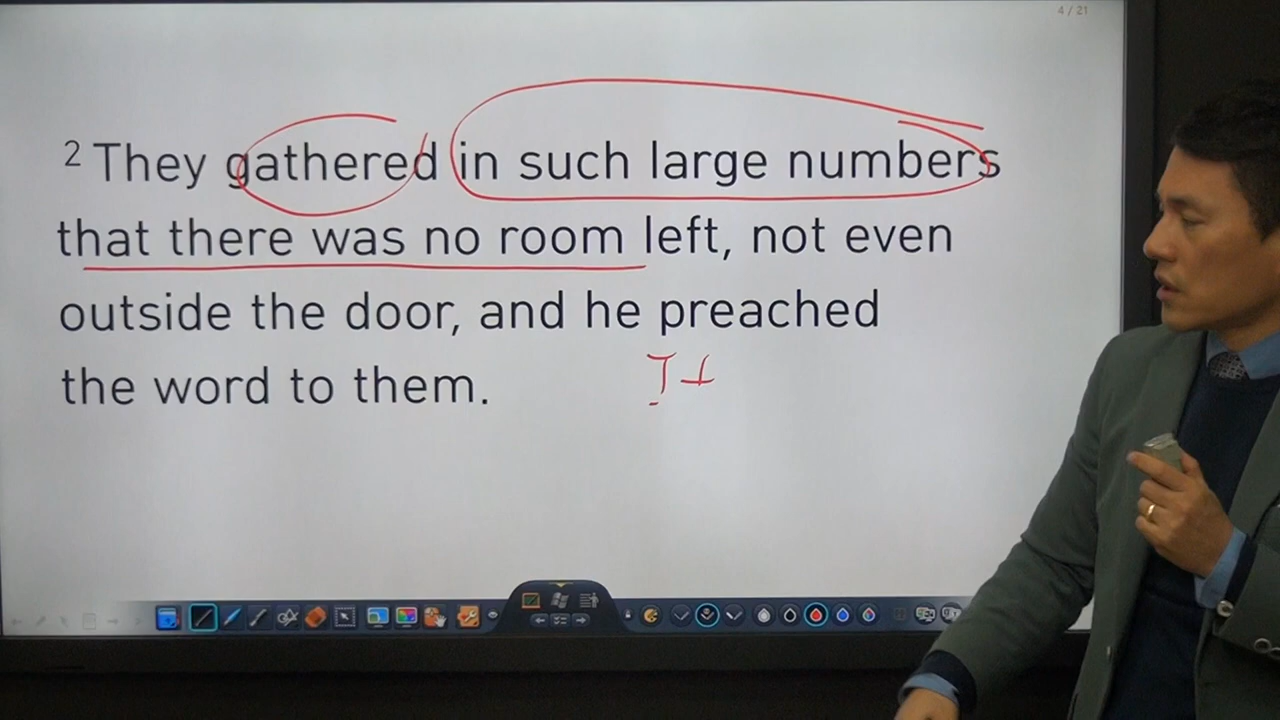 4 / 21
2 They gathered in such large numbers
that there was no room left, not even
outside the door, and he preached
the word to them.